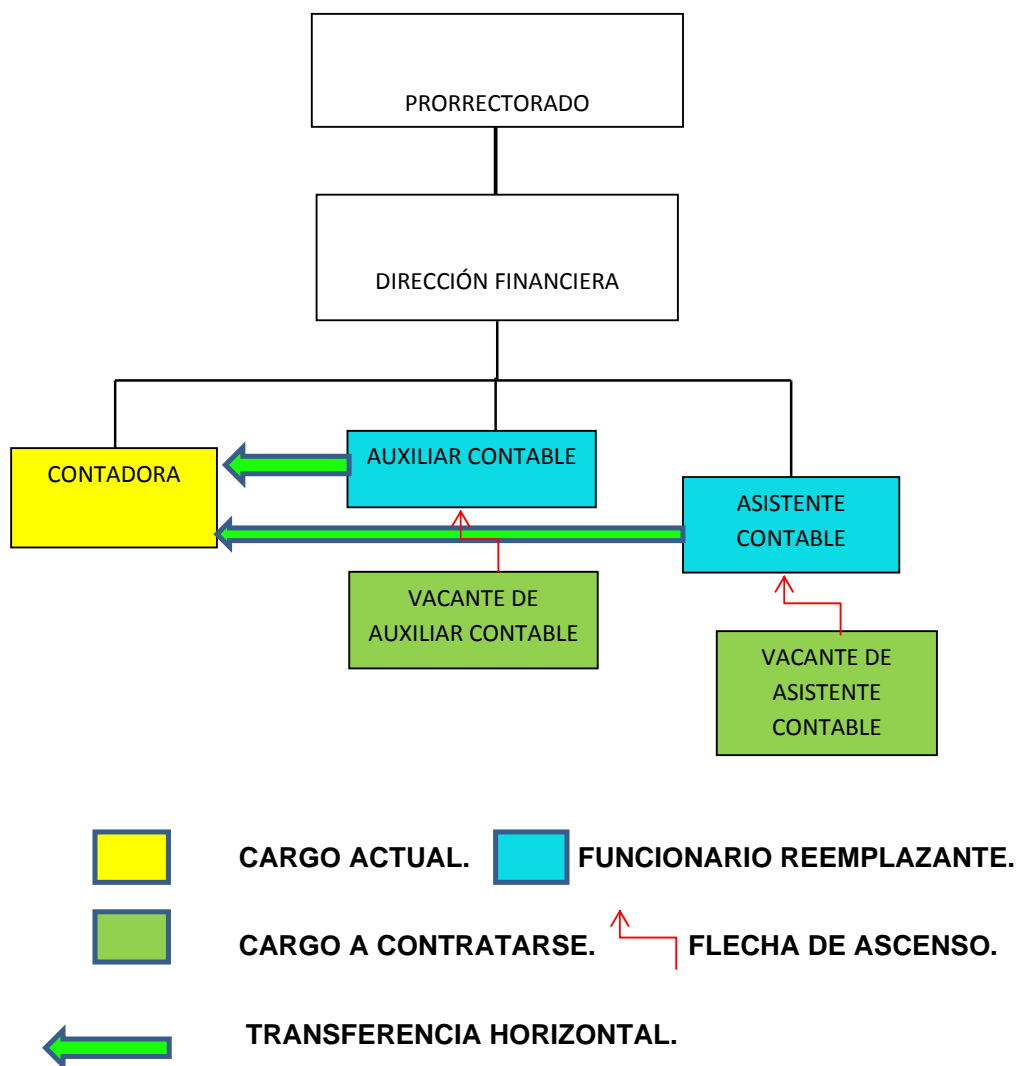 PRORRECTORADO
DIRECCIÓN FINANCIERA
CONTADORA
AUXILIAR CONTABLE
ASISTENTE
CONTABLE
VACANTE DE
AUXILIAR CONTABLE
VACANTE DE
ASISTENTE
CONTABLE
CARGO ACTUAL.
FUNCIONARIO REEMPLAZANTE.
CARGO A CONTRATARSE.
FLECHA DE ASCENSO.
TRANSFERENCIA HORIZONTAL.